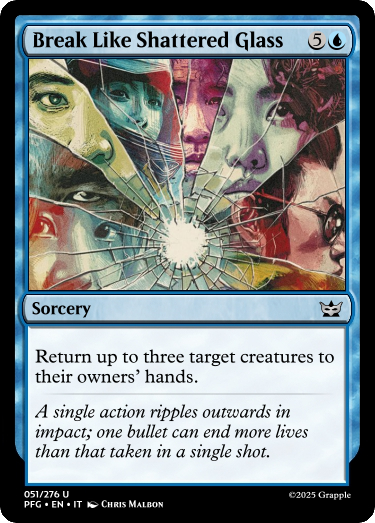 Break Like Shattered Glass 5
Sorcery
Return up to three target creatures to
their owners' hands.
A single action ripples outwards in
impact; one bullet can end more lives
than that taken in a single shot.
051/276 U
PFG • EN • IT Chris Malbon
©2025 Grapple